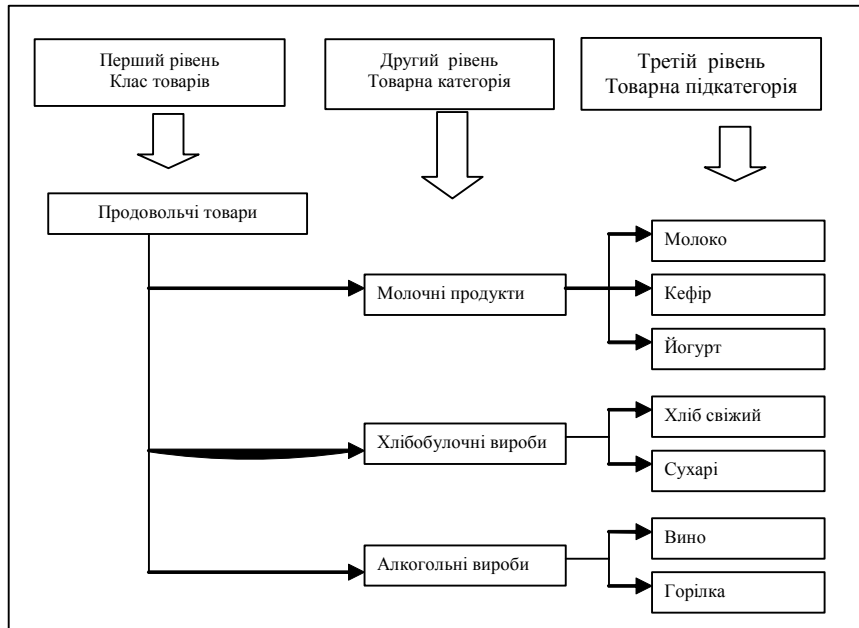 Перший рівень
Клас товарів
Другий рівень
Товарна категорія
Третій рівень
Товарна підкатегорія
Продовольчі товари
Молочні продукти
Молоко
Кефір
Йогурт
Хлібобулочні вироби
Хліб свіжий
Сухарі
Алкогольні вироби
Вино
Горілка